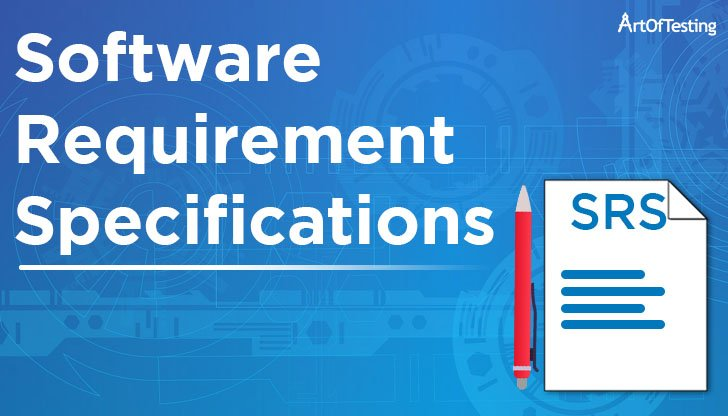 ArtOfTesting
Software
Requirement
Specifications
SRS